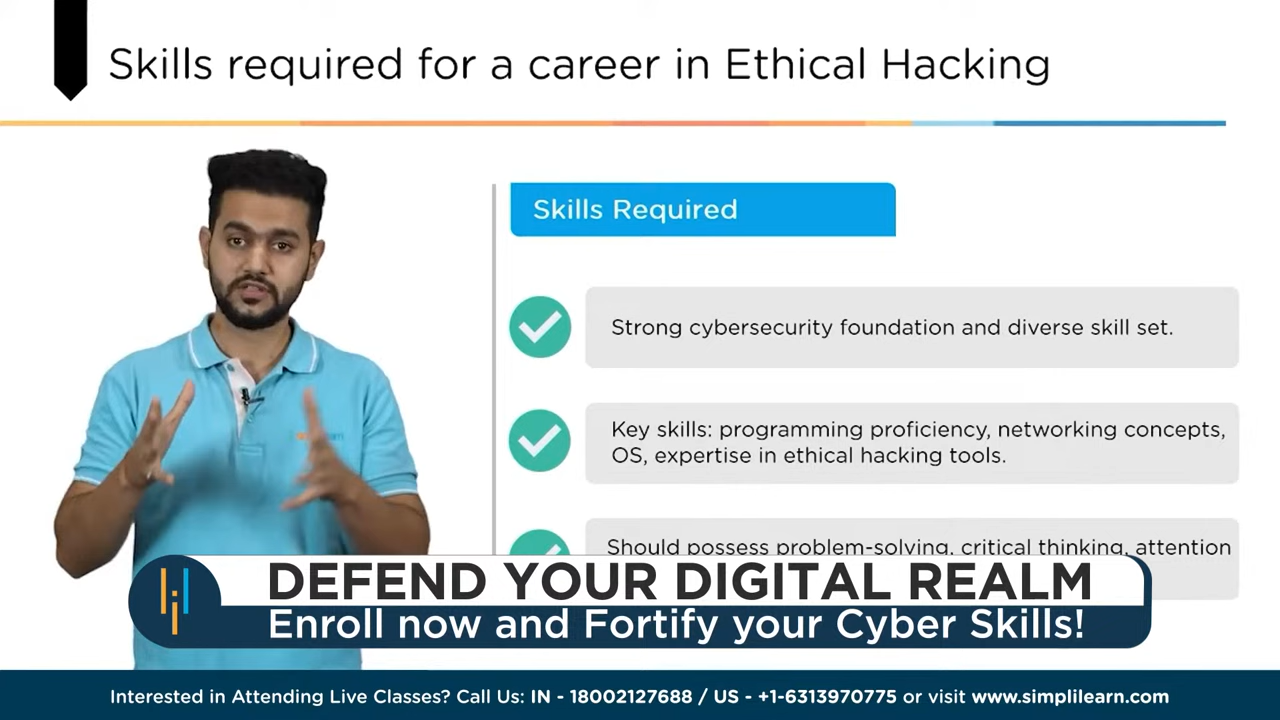 Skills required for a career in Ethical Hacking
Skills Required
Strong cybersecurity foundation and diverse skill set.
Key skills: programming proficiency, networking concepts,
OS, expertise in ethical hacking tools.
Should possess problem-solving, critical thinking, attention
DEFEND YOUR DIGITAL REALM
Enroll now and Fortify your Cyber Skills!
Interested in Attending Live Classes? Call Us: IN - 18002127688 / US - +1-6313970775 or visit www.simplilearn.com